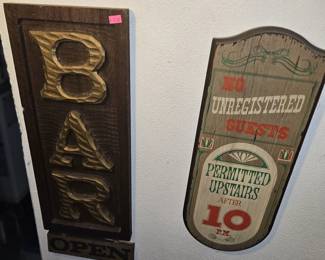 BAR
OPEN
NO
UNREGISTERED
GUESTS
PERMITTED
UPSTAIRS
AFTER
10
P.M.